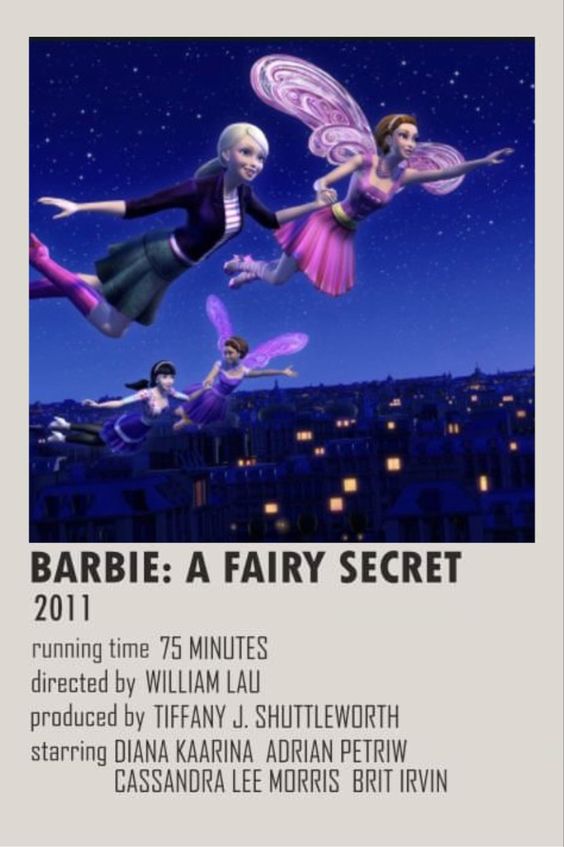 BARBIE: A FAIRY SECRET
2011
running time 75 MINUTES
directed by WILLIAM LAU
produced by TIFFANY J. SHUTTLEWORTH
starring DIANA KAARINA ADRIAN PETRIW
CASSANDRA LEE MORRIS BRIT IRVIN